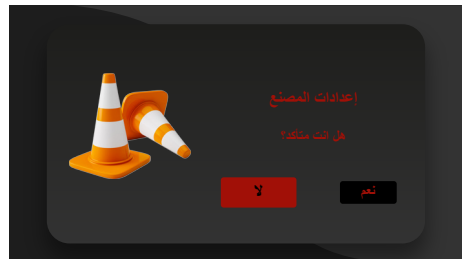 إعدادات المصنع
هل انت متأكد؟
نعم
لا